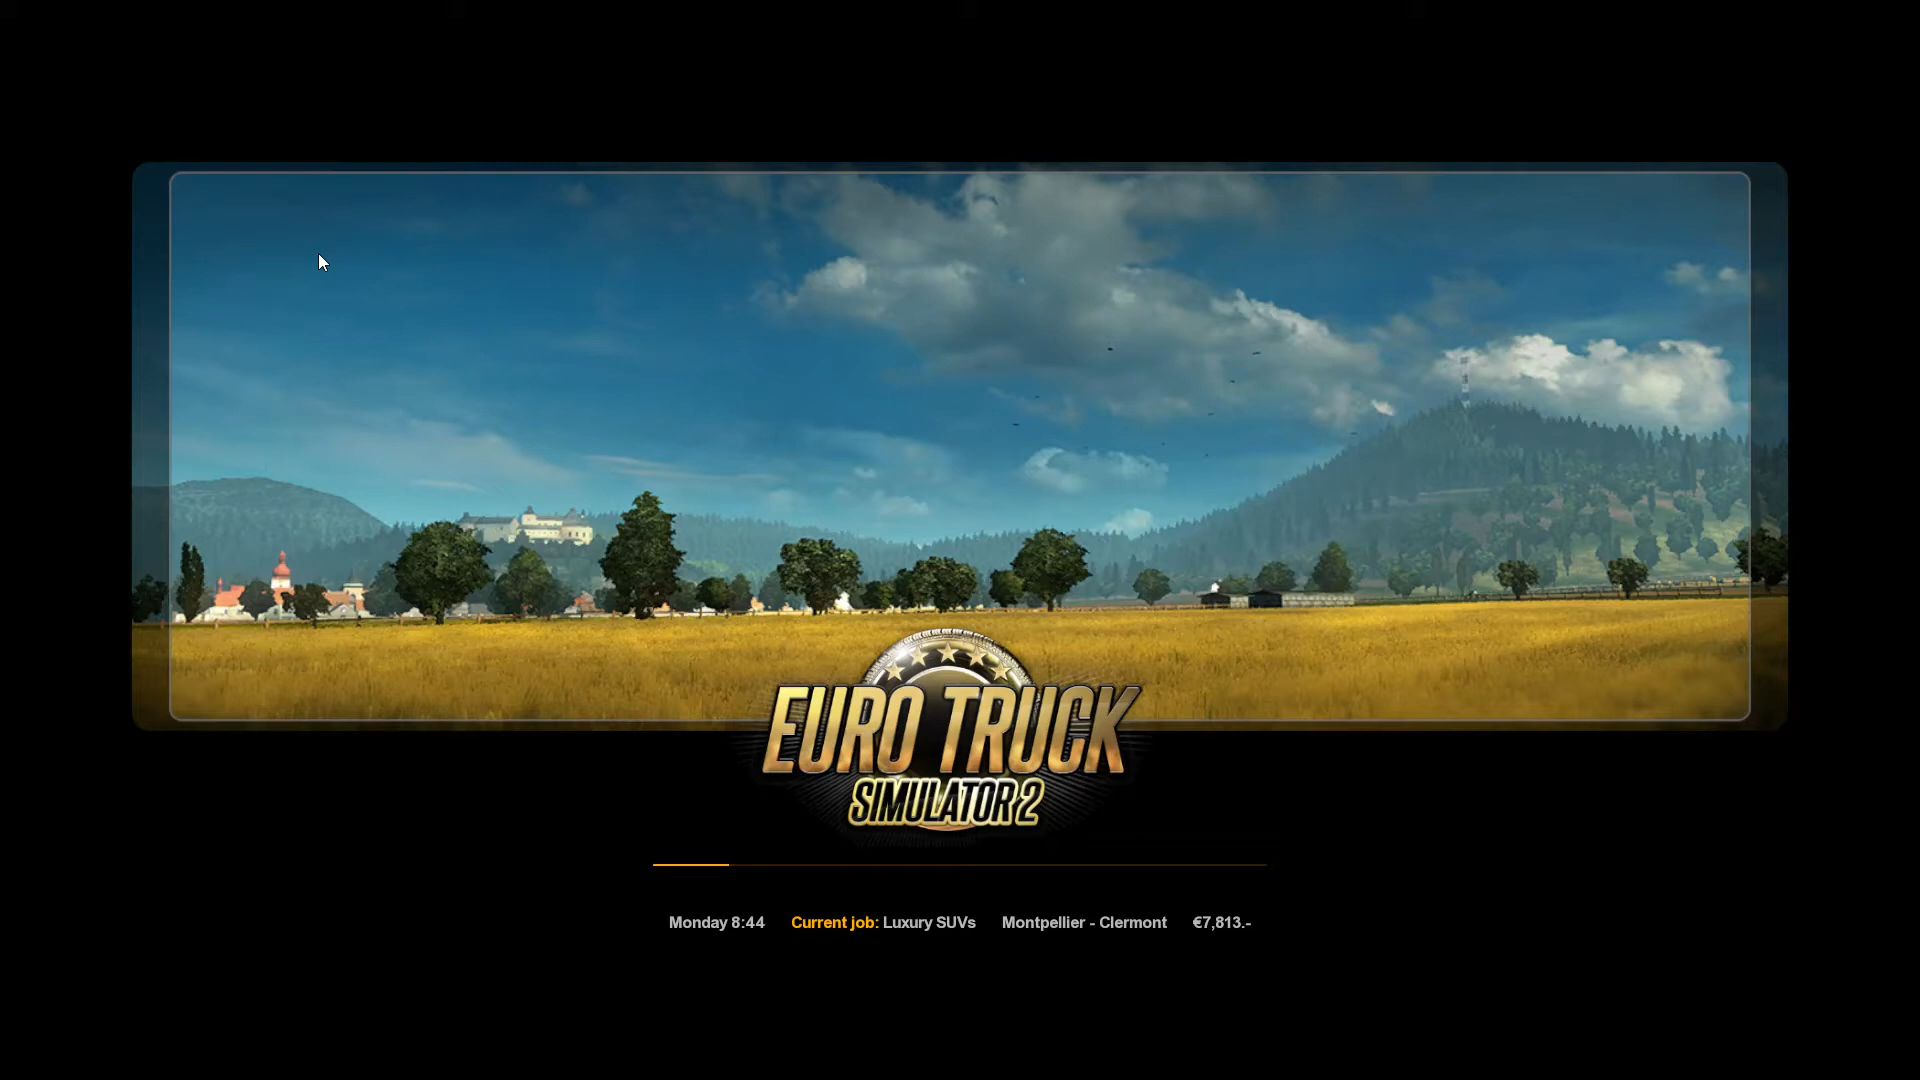 EURO TRUCK
SIMULATOR 2
Monday 8:44 Current job: Luxury SUVs Montpellier - Clermont €7,813.-